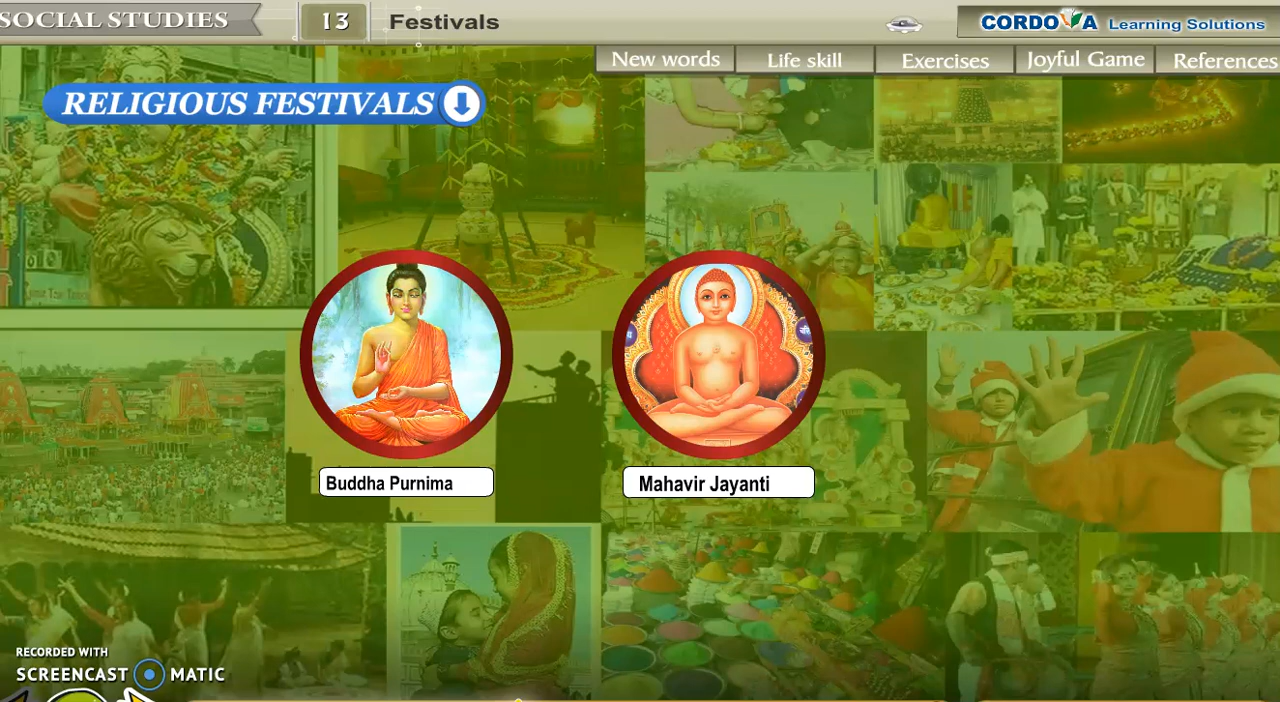 SOCIAL STUDIES
13
Festivals
CORDOVA Learning Solutions
New words
Life skill
Exercises
Joyful Game
References
RELIGIOUS FESTIVALS
Buddha Purnima
Mahavir Jayanti
RECORDED WITH
SCREENCAST MATIC